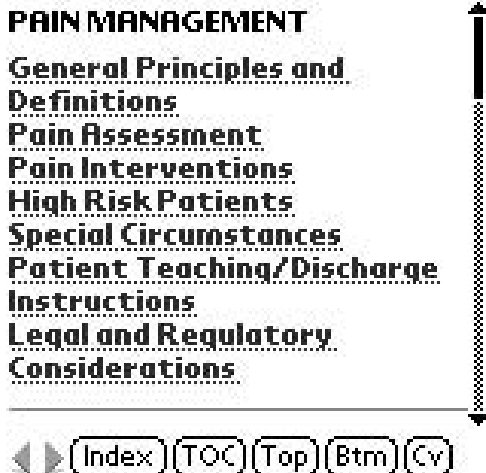 PAIN MANAGEMENT
General Principles and
Definitions
Pain Assessment
Pain Interventions
High Risk Patients
Special Circumstances
Patient Teaching/Discharge
Instructions
Legal and Regulatory
Considerations
Index TOC Top Btm Cv